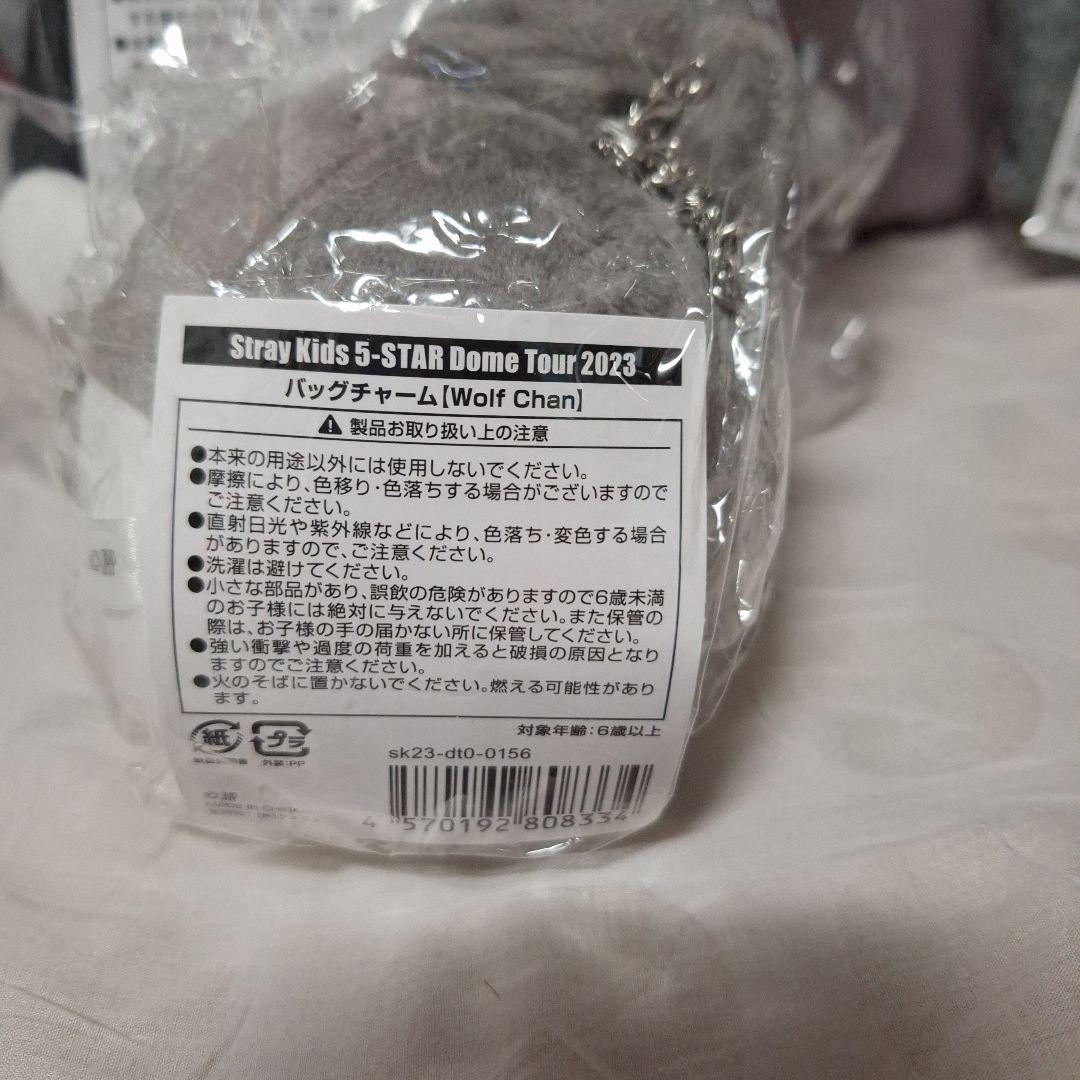 Stray Kids 5-STAR Dome Tour 2023
バッグチャーム【Wolf Chan】
⚠ 製品お取り扱い上の注意
●本来の用途以外には使用しないでください。
●摩擦により、色移り・色落ちする場合がございますので
ご注意ください。
●直射日光や紫外線などにより、色落ち・変色する場合
がありますので、ご注意ください。
●洗濯は避けてください。
●小さな部品があり、誤飲の危険がありますので6歳未満
のお子様には絶対に与えないでください。また保管の
際は、お子様の手の届かない所に保管してください。
●強い衝撃や過度の荷重を加えると破損の原因となり
ますのでご注意ください。
●火のそばに置かないでください。燃える可能性があり
ます。
対象年齢:6歳以上
紙
プラ
外装:PP
sk23-dt0-0156
MADE IN CHINA
4 570192 808334